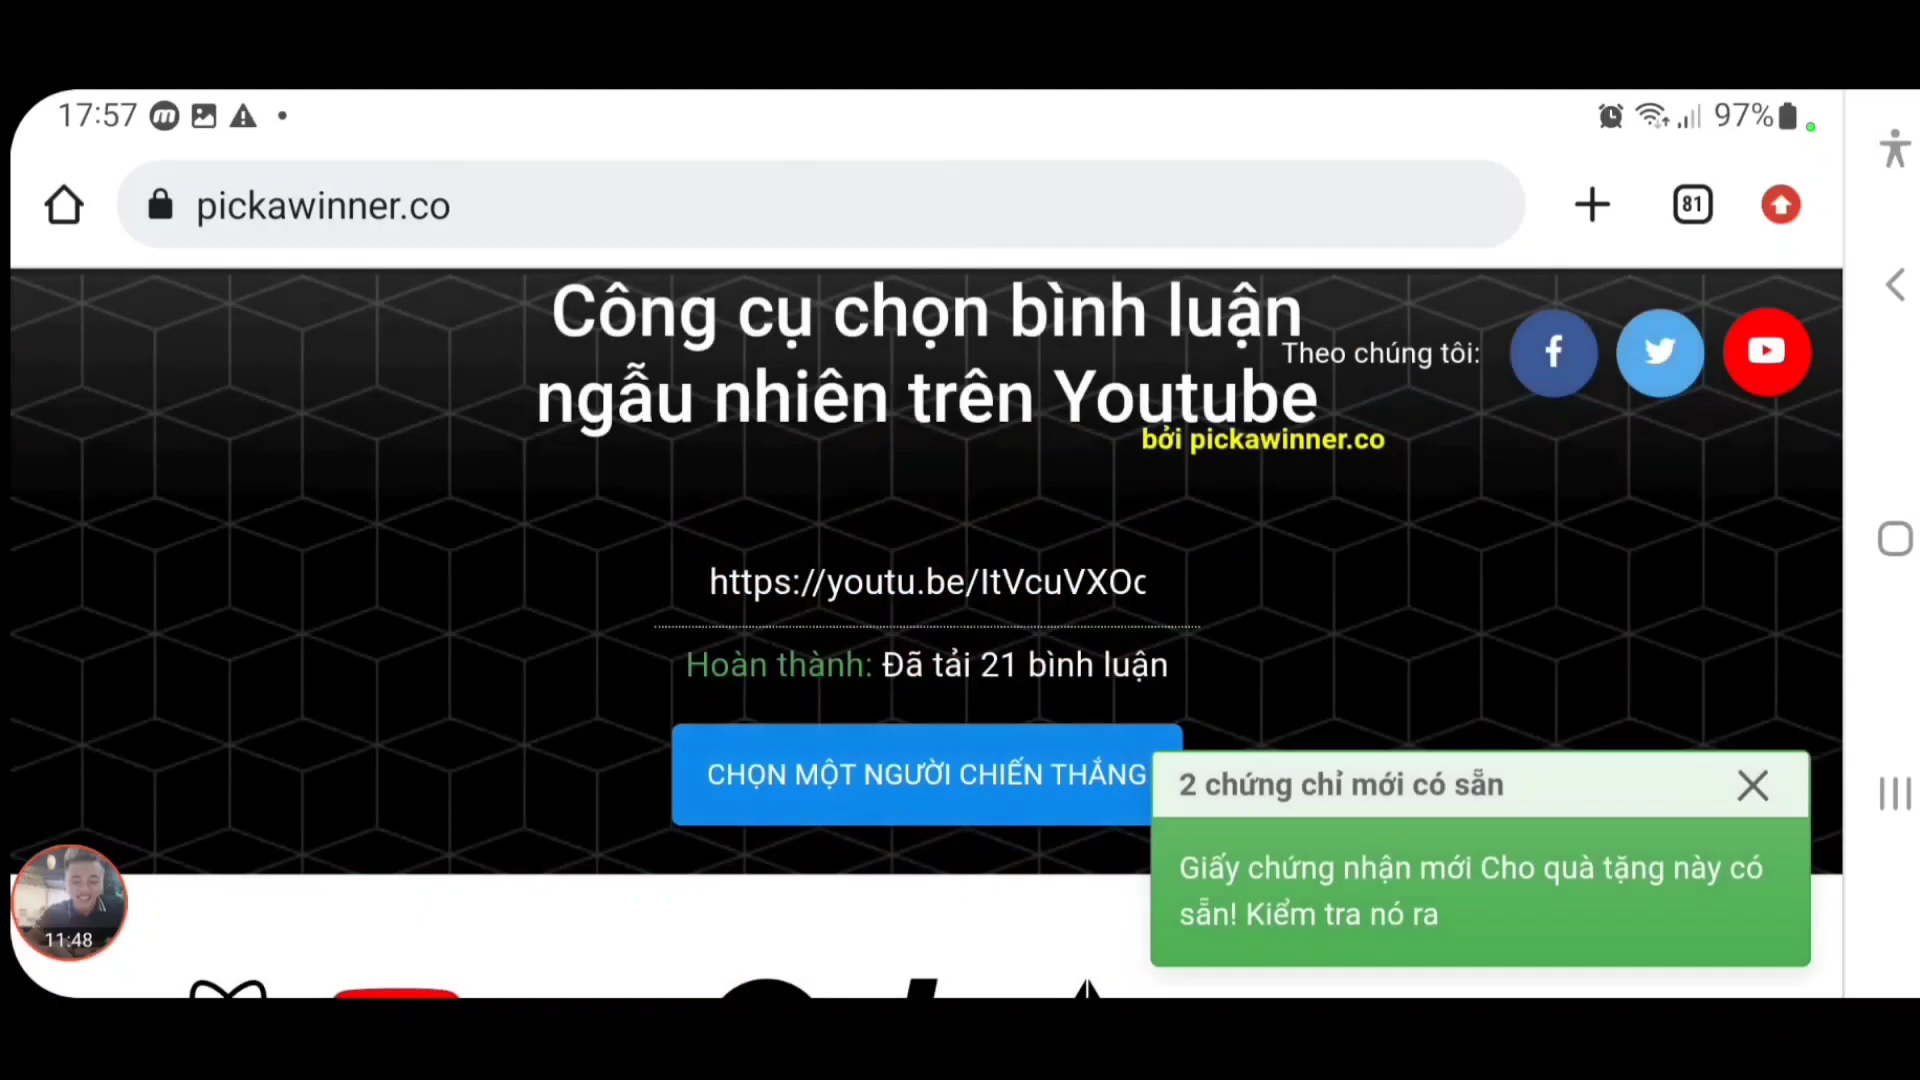 17:57
97%
pickawinner.co
81
Công cụ chọn bình luận
ngẫu nhiên trên Youtube
bởi pickawinner.co
Theo chúng tôi:
https://youtu.be/ItVcuVXOc
Hoàn thành: Đã tải 21 bình luận
CHỌN MỘT NGƯỜI CHIẾN THẮNG
2 chứng chỉ mới có sẵn
Giấy chứng nhận mới Cho quà tặng này có
sẵn! Kiểm tra nó ra
11:48